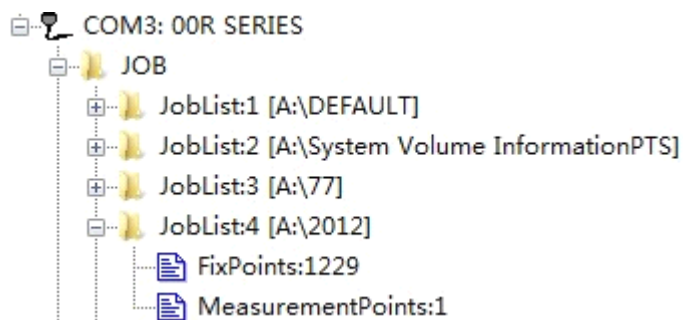 COM3: 00R SERIES
JOB
JobList:1 [A:\DEFAULT]
JobList:2 [A:\System Volume InformationPTS]
JobList:3 [A:\77]
JobList:4 [A:\2012]
FixPoints:1229
MeasurementPoints:1